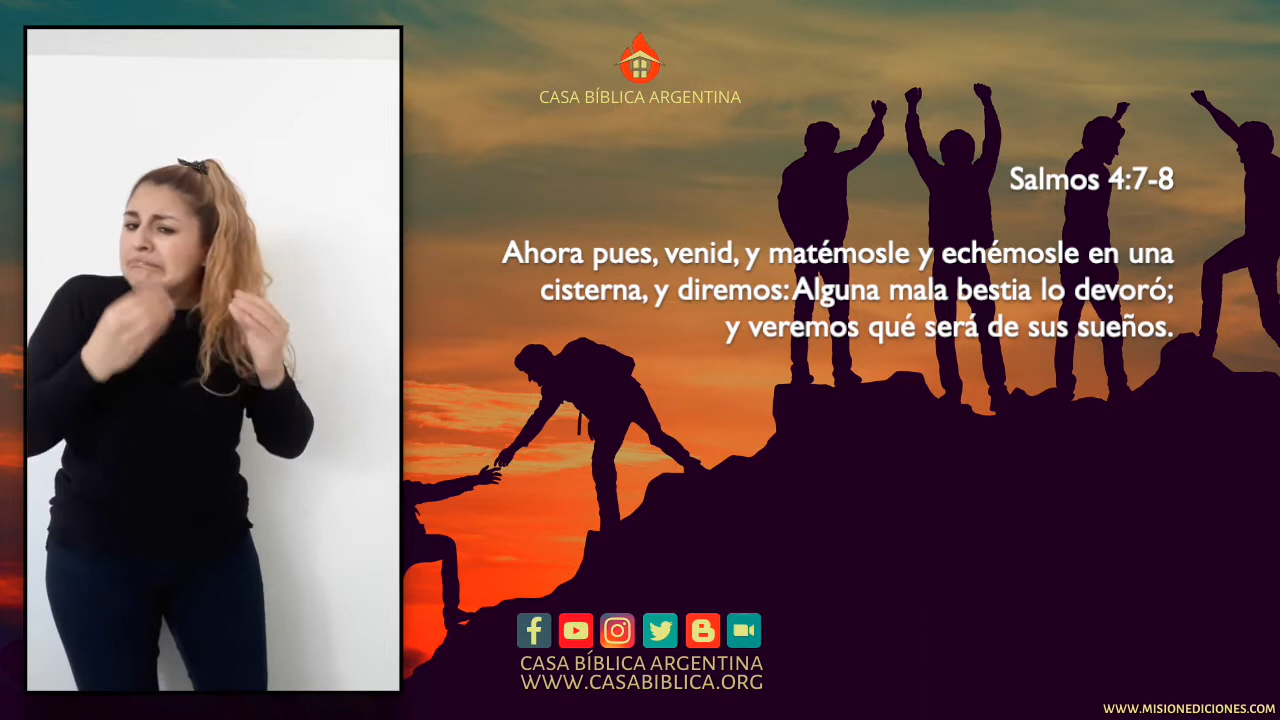 CASA BÍBLICA ARGENTINA
Salmos 4:7-8
Ahora pues, venid, y matémosle y echémosle en una
cisterna, y diremos: Alguna mala bestia lo devoró;
y veremos qué será de sus sueños.
CASA BÍBLICA ARGENTINA
WWW.CASABIBLICA.ORG
WWW.MISIONEDICIONES.COM